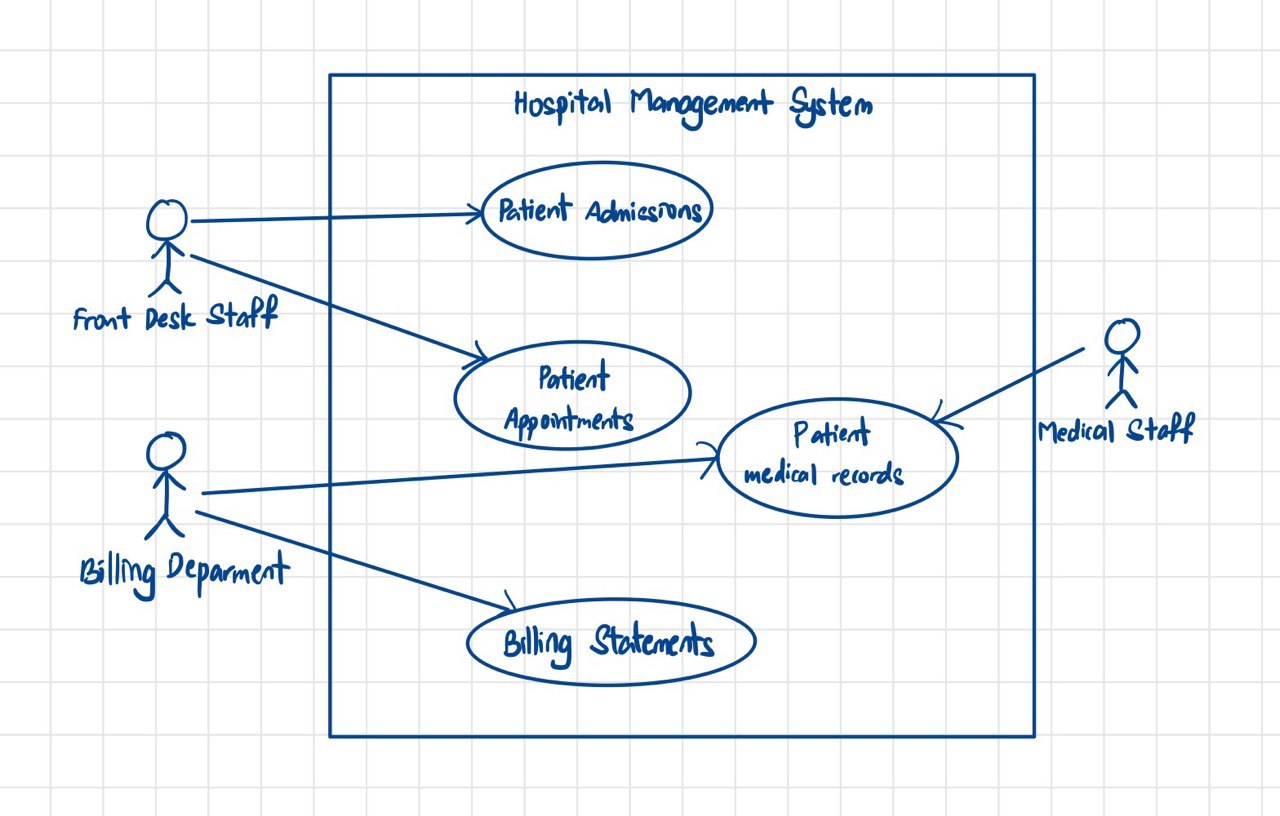 Hospital Management System
Patient Admissions
Front Desk Staff
Patient
Appointments
Medical Staff
Patient
medical records
Billing Deparment
Billing Statements